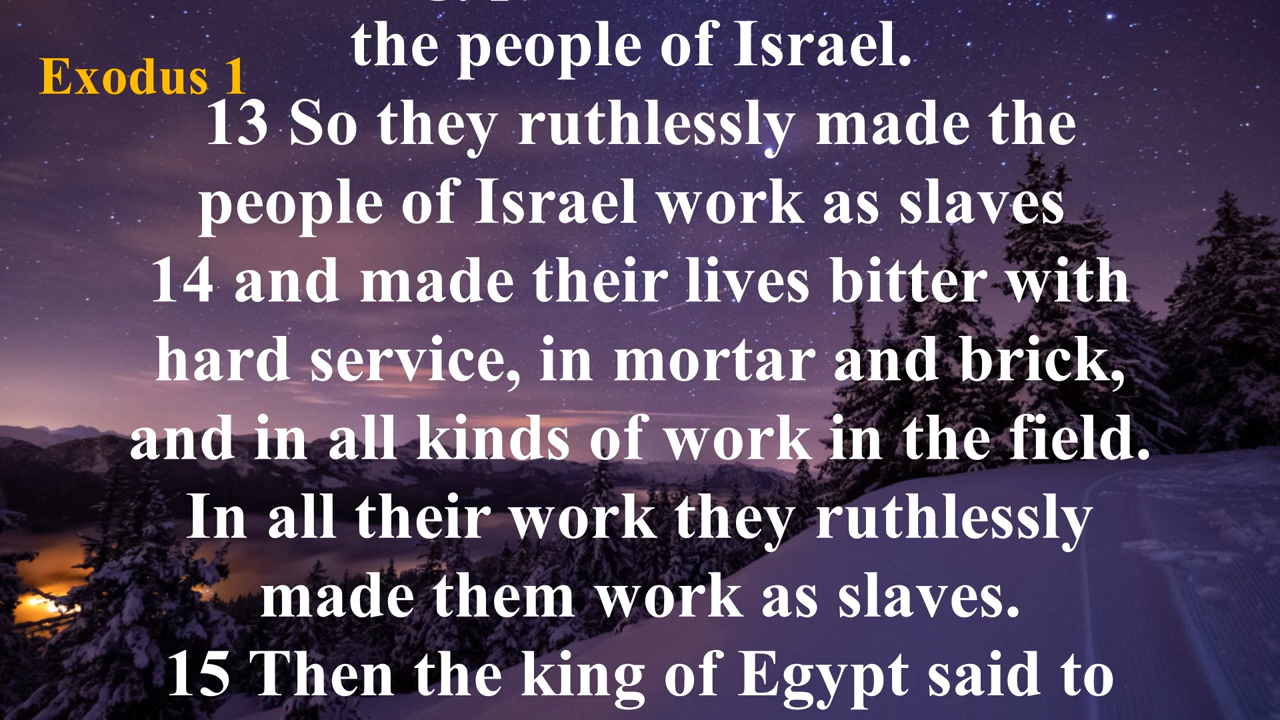 the people of Israel.
Exodus 1
13 So they ruthlessly made the
people of Israel work as slaves
14 and made their lives bitter with
hard service, in mortar and brick,
and in all kinds of work in the field.
In all their work they ruthlessly
made them work as slaves.
15 Then the king of Egypt said to